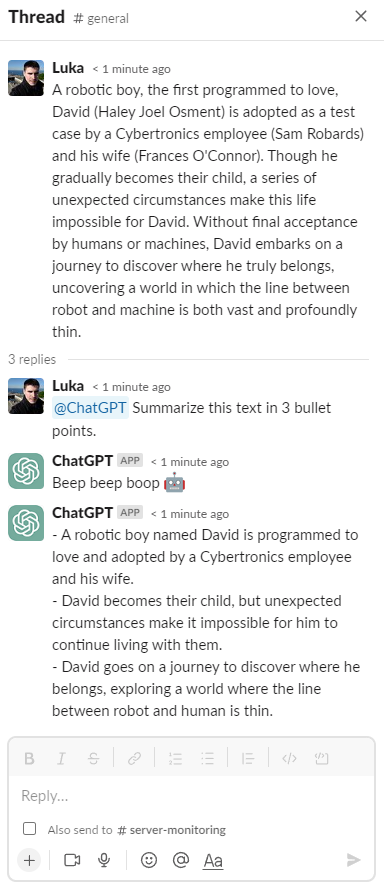 Thread # general
Luka < 1 minute ago
A robotic boy, the first programmed to love,
David (Haley Joel Osment) is adopted as a test
case by a Cybertronics employee (Sam Robards)
and his wife (Frances O'Connor). Though he
gradually becomes their child, a series of
unexpected circumstances make this life
impossible for David. Without final acceptance
by humans or machines, David embarks on a
journey to discover where he truly belongs,
uncovering a world in which the line between
robot and machine is both vast and profoundly
thin.
3 replies
Luka < 1 minute ago
@ChatGPT Summarize this text in 3 bullet
points.
ChatGPT APP < 1 minute ago
Beep beep boop 🤖
ChatGPT APP < 1 minute ago
- A robotic boy named David is programmed to
love and adopted by a Cybertronics employee
and his wife.
- David becomes their child, but unexpected
circumstances make it impossible for him to
continue living with them.
- David goes on a journey to discover where he
belongs, exploring a world where the line
between robot and human is thin.
B I S
Reply...
Also send to # server-monitoring
Aa